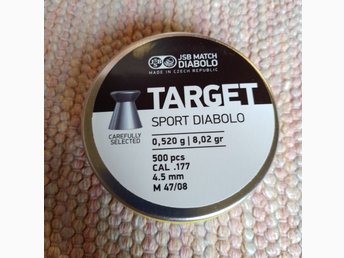 JSB MATCH
DIABOLO
MADE IN CZECH REPUBLIC
TARGET
SPORT DIABOLO
CAREFULLY
SELECTED
0,520 g | 8,02 gr
500 pcs
CAL .177
4.5 mm
M 47/08